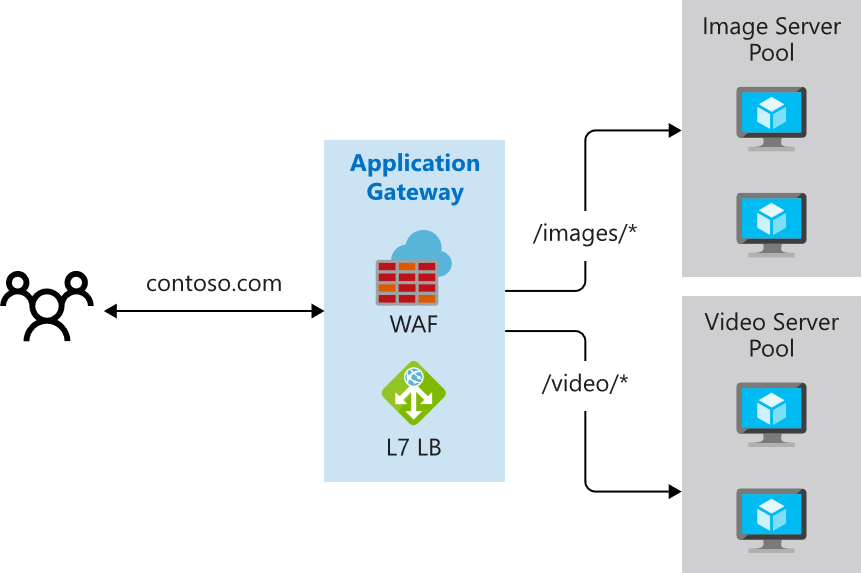 contoso.com
Application
Gateway
WAF
L7 LB
/images/*
/video/*
Image Server
Pool
Video Server
Pool